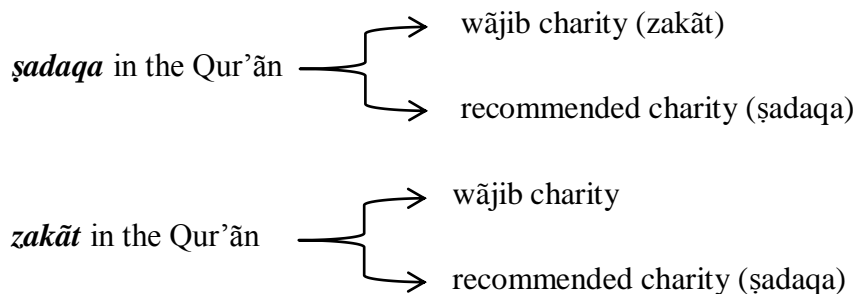 wãjib charity (zakãt)
ṣadaqa in the Qur’ãn
recommended charity (ṣadaqa)
wãjib charity
zakãt in the Qur’ãn
recommended charity (ṣadaqa)